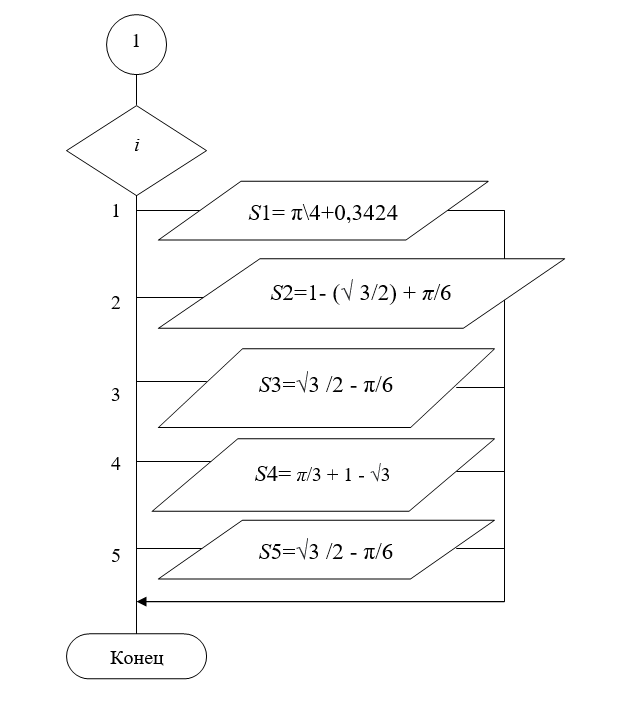 1
i
1 S1= π\4+0,3424
2 S2=1- (√ 3/2) + π/6
3 S3=√3 /2 - π/6
4 S4= π/3 + 1 - √3
5 S5=√3 /2 - π/6
Конец